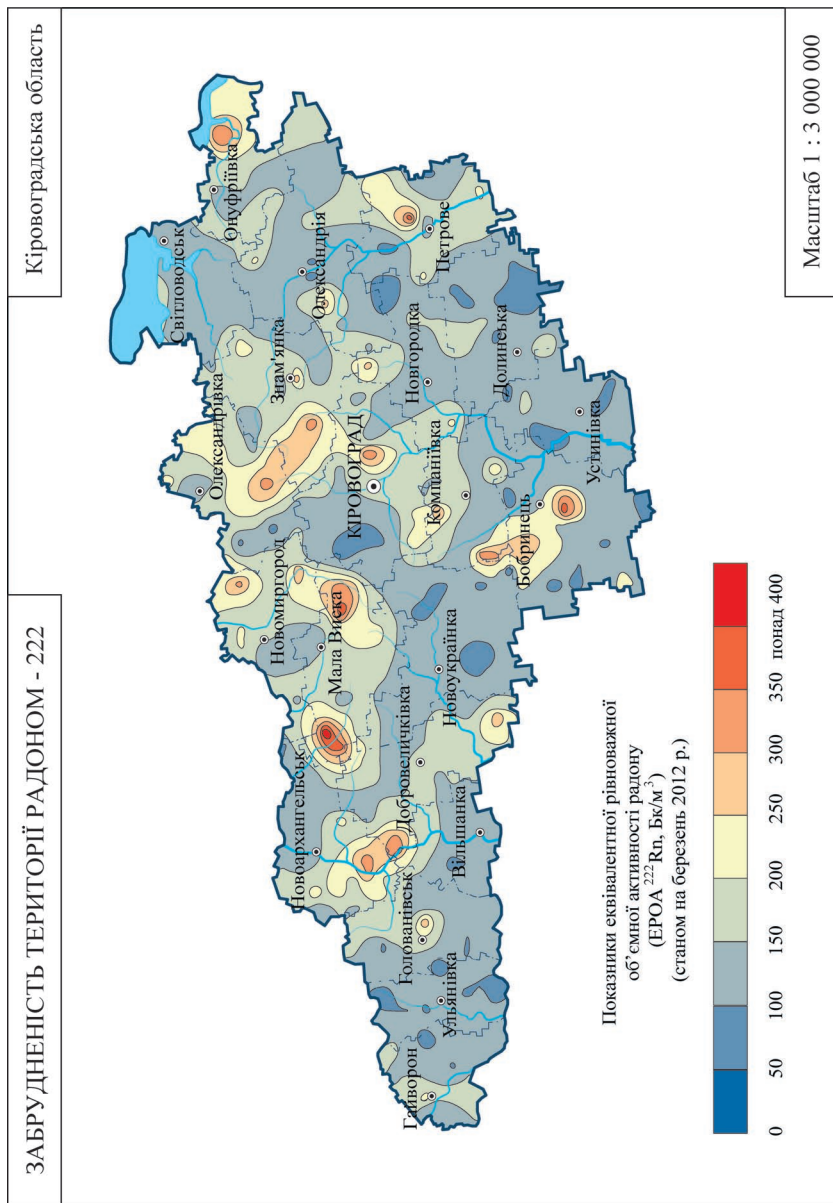 ЗАБРУДНЕНІСТЬ ТЕРИТОРІЇ РАДОНОМ - 222
Кіровоградська область
Світловодськ
Онуфріївка
Олександрівка
Знам'янка
Олександрія
Новомиргород
КІРОВОГРАД
Петрове
Новоархангельськ
Мала Виска
Новгородка
Компаніївка
Добровеличківка
Новоукраїнка
Долинська
Голованівськ
Вільшанка
Бобринець
Устинівка
Гайворон
Ульянівка
Показники еквівалентної рівноважної
об'ємної активності радону
(ЕРОА ²²² Rn, Бк/м³)
(станом на березень 2012 р.)
0 50 100 150 200 250 300 350 понад 400
Масштаб 1 : 3 000 000